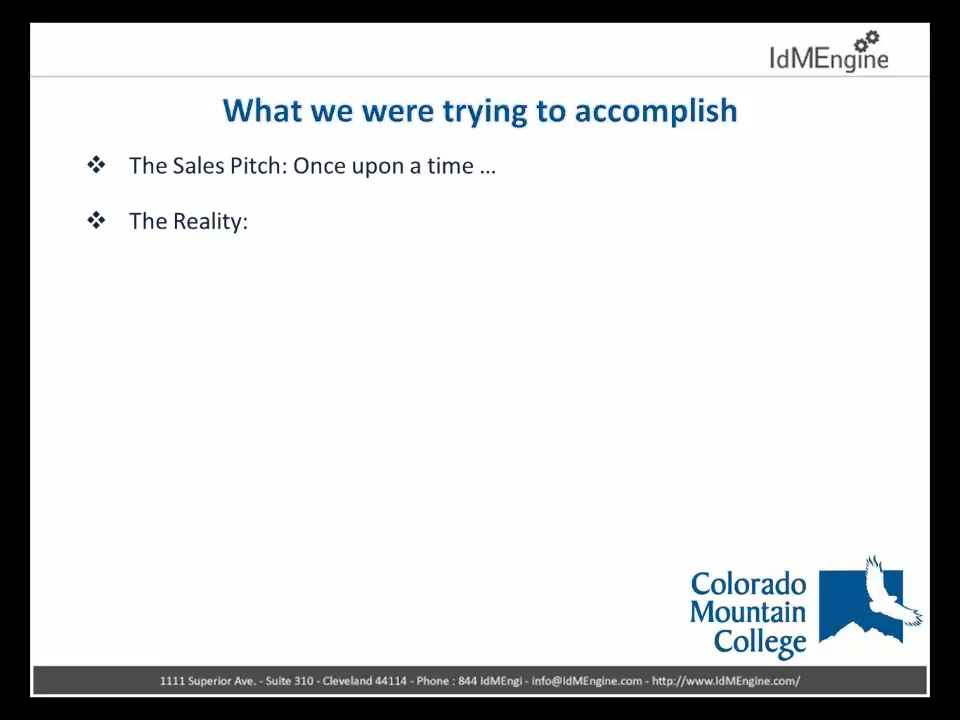 IdMEngine
What we were trying to accomplish
❖ The Sales Pitch: Once upon a time …
❖ The Reality:
Colorado
Mountain
College
1111 Superior Ave. - Suite 310 - Cleveland 44114 - Phone : 844 IdMEngi - info@IdMEngine.com - http://www.IdMEngine.com/